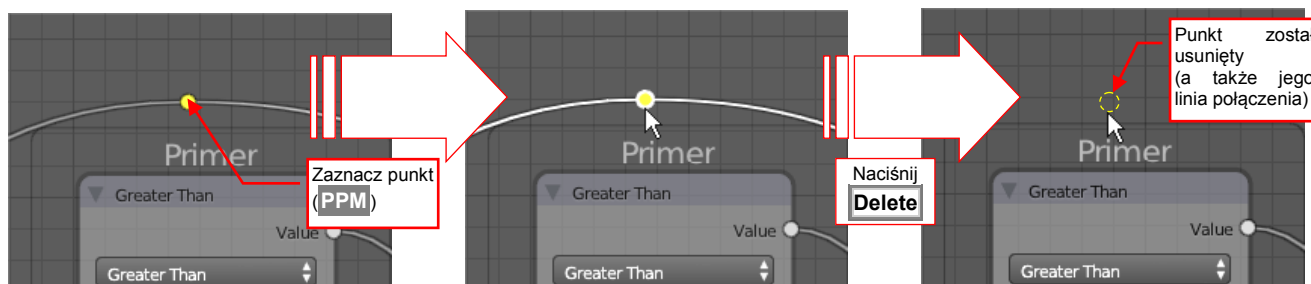 Primer
Greater Than
Value
Greater Than
Zaznacz punkt
(PPM)
Primer
Greater Than
Value
Greater Than
Naciśnij
Delete
Punkt
usunięty
(a także jego
linia połączenia)
Primer
Greater Than
Value
Greater Than